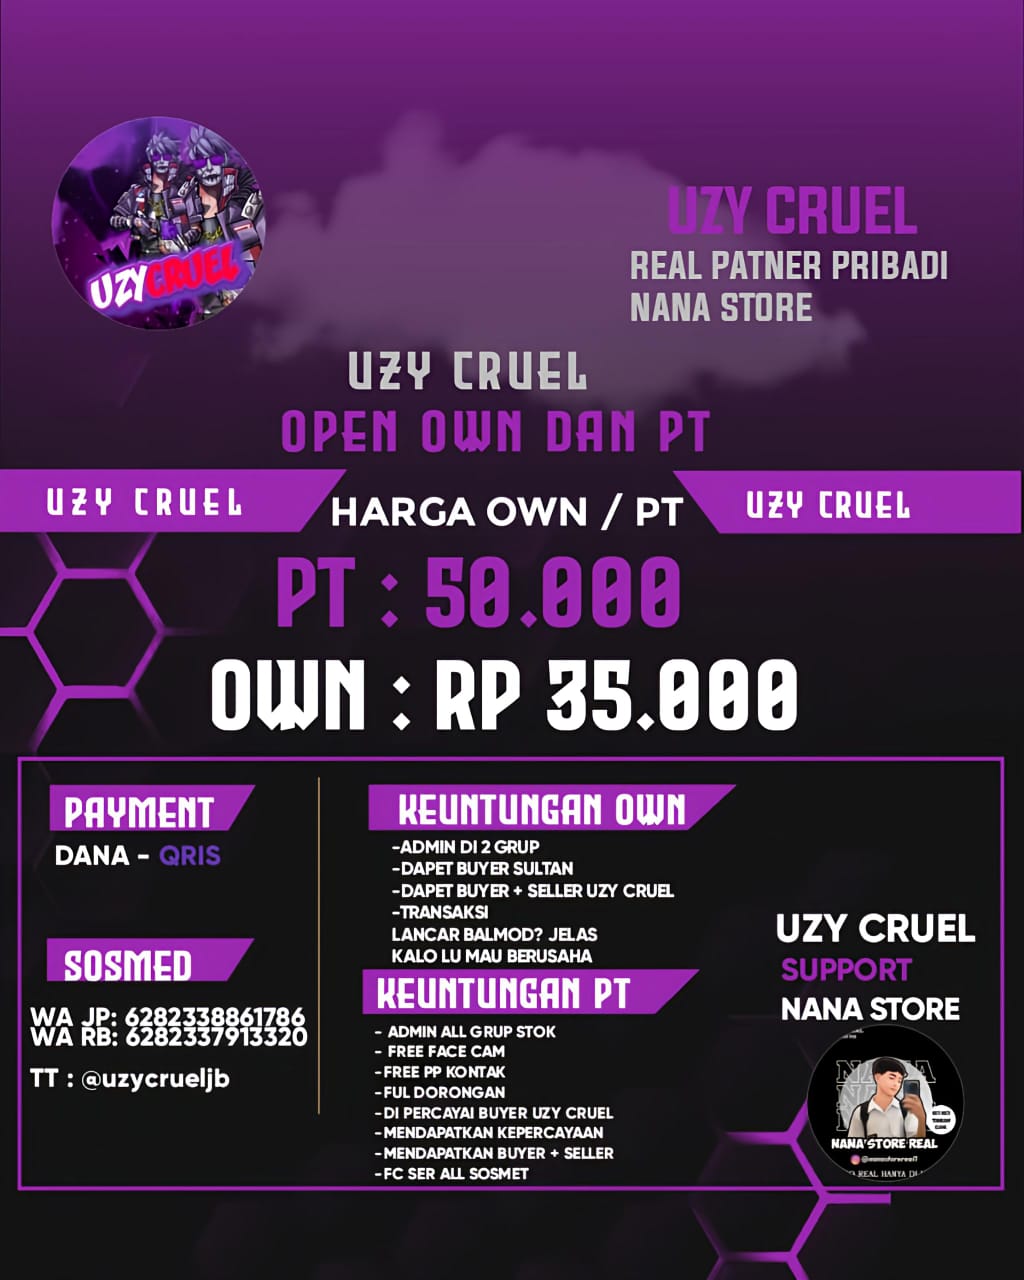 UZYCRUEL
UZY CRUEL
REAL PATNER PRIBADI
NANA STORE
UZY CRUEL
OPEN OWN DAN PT
UZY CRUEL
HARGA OWN / PT
UZY CRUEL
PT : 50.000
OWN : RP 35.000
PAYMENT
DANA - QRIS
SOSMED
WA JP: 6282338861786
WA RB: 6282337913320
TT : @uzycrueljb
KEUNTUNGAN OWN
-ADMIN DI 2 GRUP
-DAPET BUYER SULTAN
-DAPET BUYER + SELLER UZY CRUEL
-TRANSAKSI
LANCAR BALMOD? JELAS
KALO LU MAU BERUSAHA
KEUNTUNGAN PT
- ADMIN ALL GRUP STOK
- FREE FACE CAM
-FREE PP KONTAK
-FUL DORONGAN
-DI PERCAYAI BUYER UZY CRUEL
-MENDAPATKAN KEPERCAYAAN
-MENDAPATKAN BUYER + SELLER
-FC SER ALL SOSMET
UZY CRUEL
SUPPORT
NANA STORE
NANA STORE REAL
REAL HANYA DI